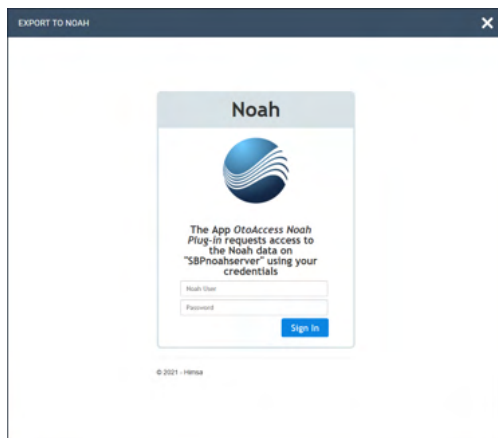 EXPORT TO NOAH
Noah
The App OtoAccess Noah
Plug-in requests access to
the Noah data on
"SBPnoahserver" using your
credentials
Noah User
Password
Sign In
© 2021 - Himsa